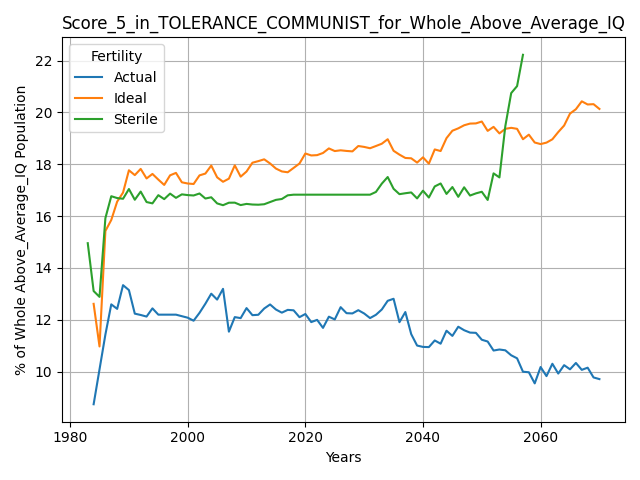 Score_5_in_TOLERANCE_COMMUNIST_for_Whole_Above_Average_IQ
Fertility
Actual
Ideal
Sterile
% of Whole Above_Average_IQ Population
22
20
18
16
14
12
10
1980
2000
2020
2040
2060
Years